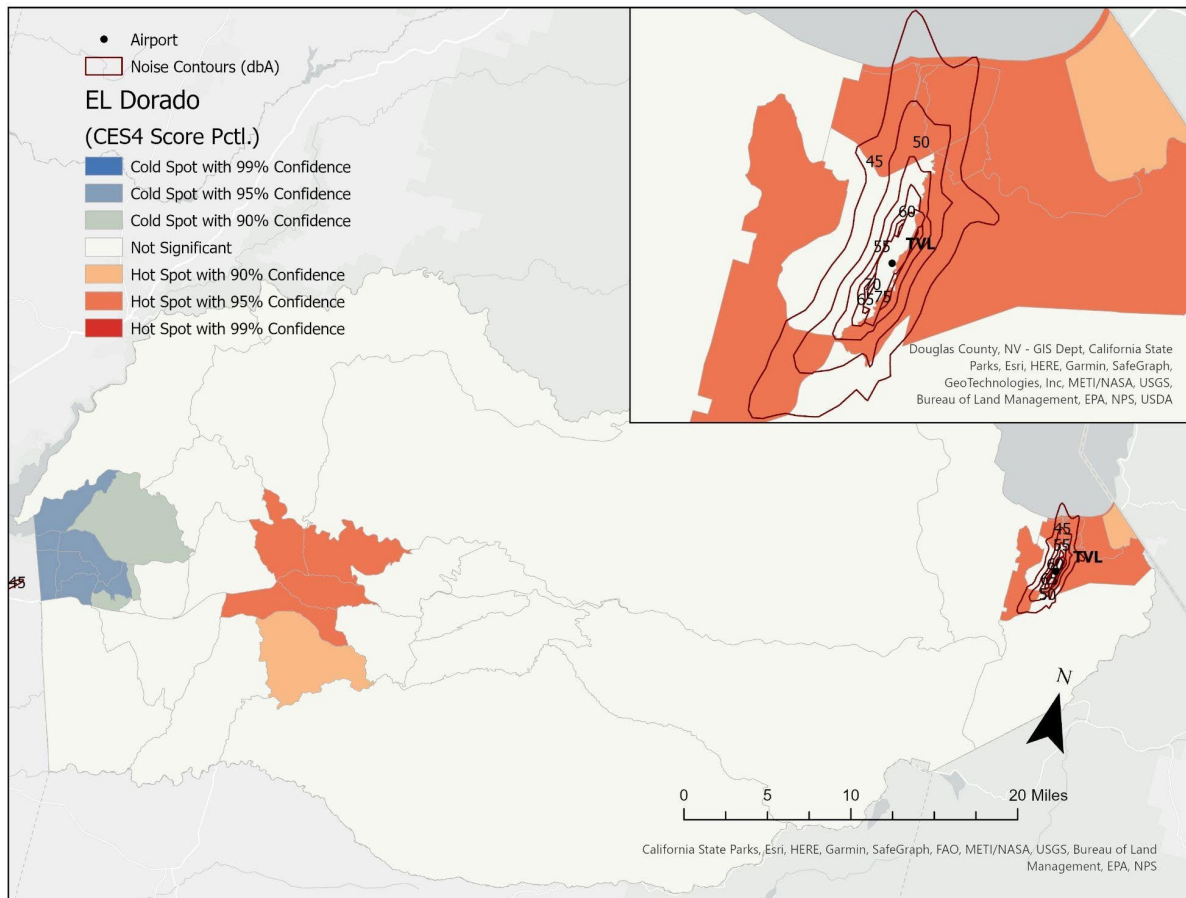 Airport
Noise Contours (dbA)
EL Dorado
(CES4 Score Pctl.)
Cold Spot with 99% Confidence
Cold Spot with 95% Confidence
Cold Spot with 90% Confidence
Not Significant
Hot Spot with 90% Confidence
Hot Spot with 95% Confidence
Hot Spot with 99% Confidence
50
45
60
55
TVL
70
65
75
Douglas County, NV - GIS Dept, California State
Parks, Esri, HERE, Garmin, SafeGraph,
GeoTechnologies, Inc, METI/NASA, USGS,
Bureau of Land Management, EPA, NPS, USDA
45
55
TVL
50
45
N
0 5 10 20 Miles
California State Parks, Esri, HERE, Garmin, SafeGraph, FAO, METI/NASA, USGS, Bureau of Land
Management, EPA, NPS